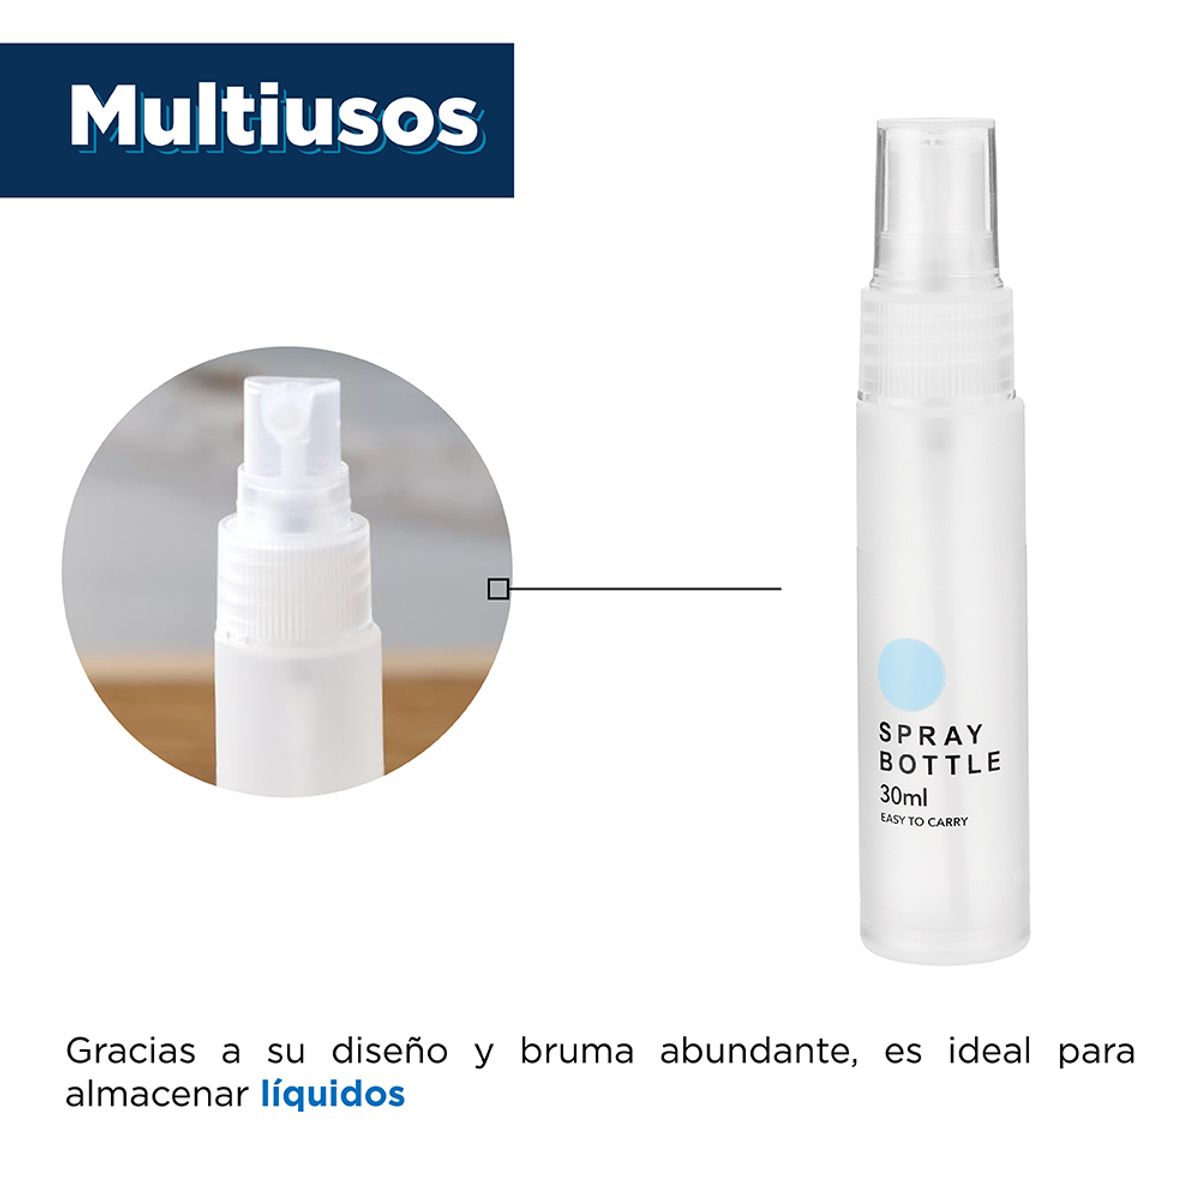 Multiusos
SPRAY
BOTTLE
30ml
EASY TO CARRY
Gracias a su diseño y bruma abundante, es ideal para
almacenar líquidos